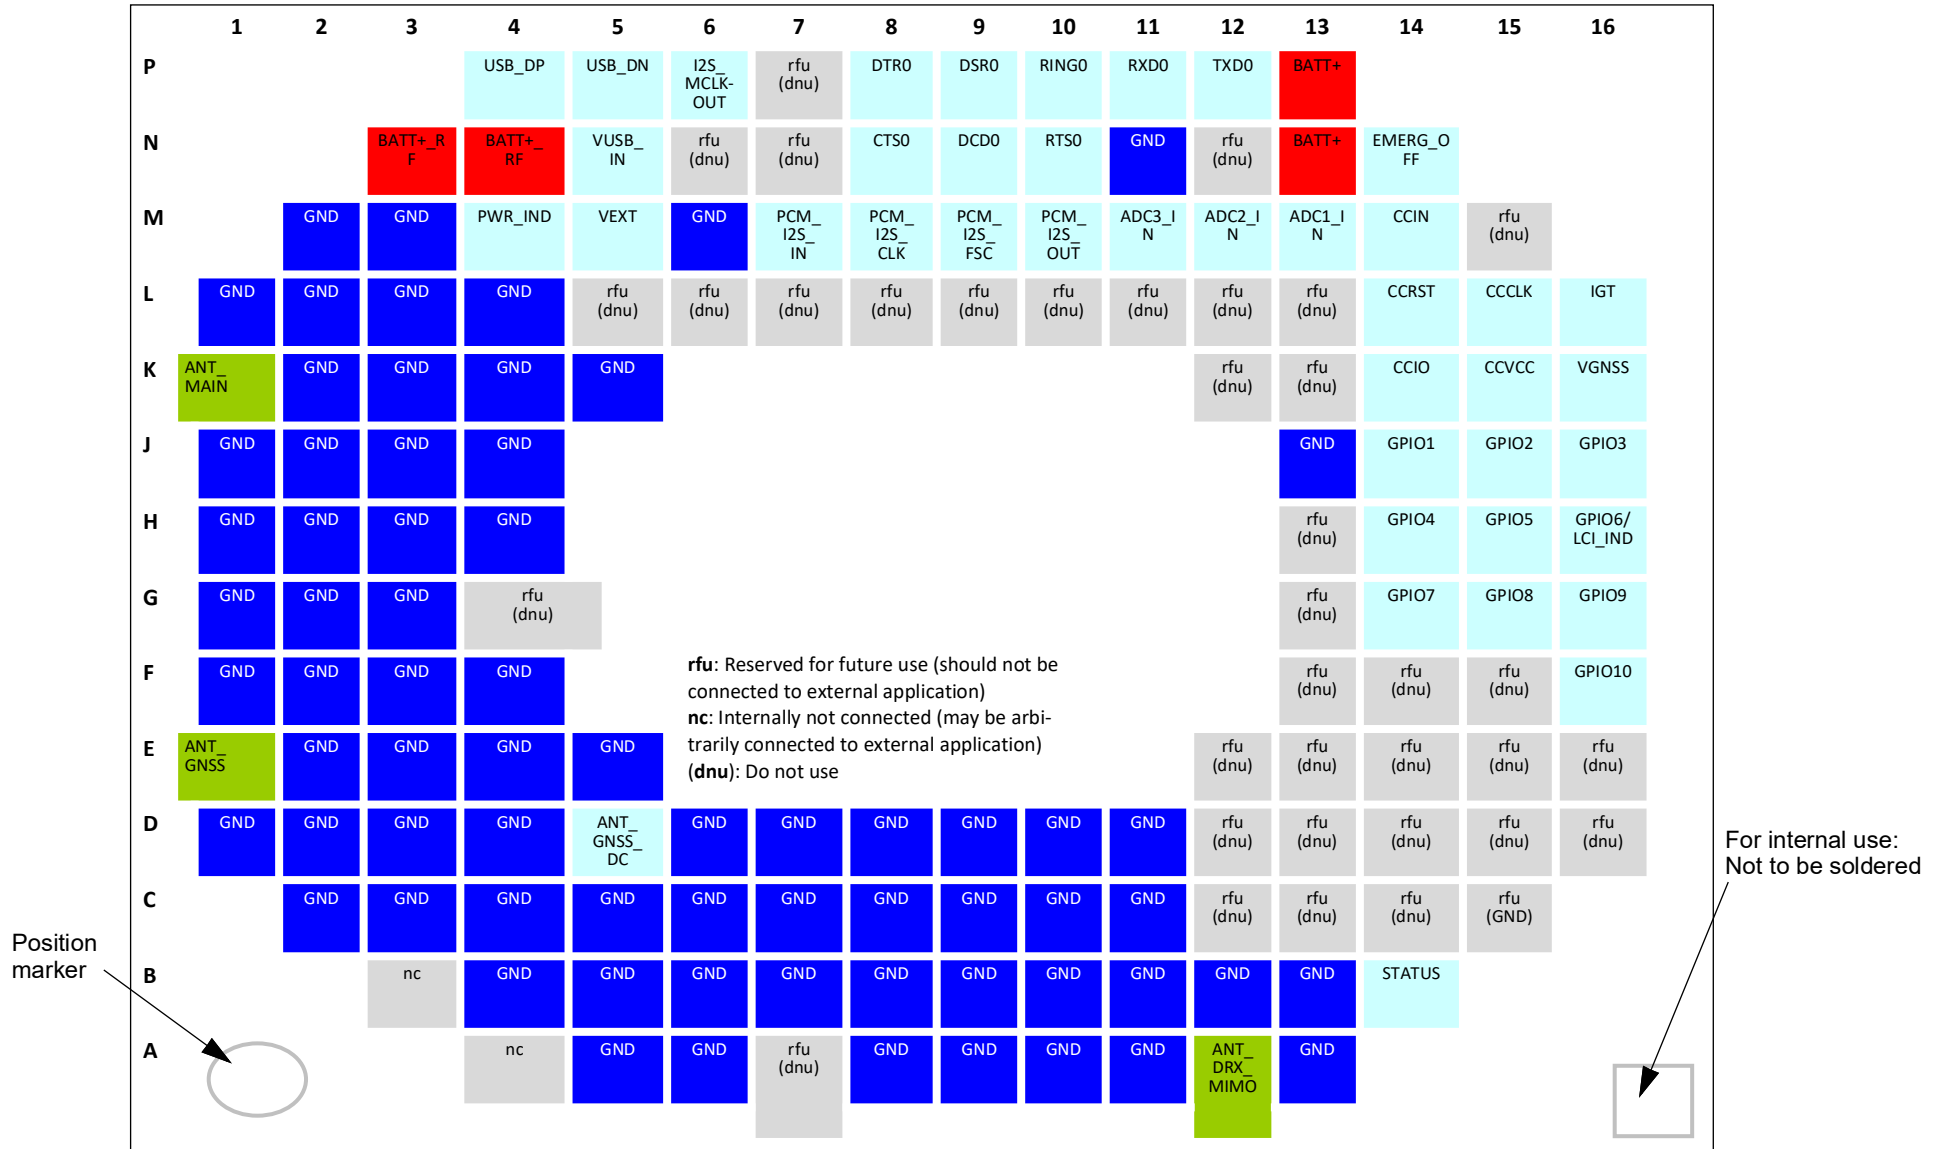 1 2 3 4 5 6 7 8 9 10 11 12 13 14 15 16
P USB_DP USB_DN I2S_ MCLK- OUT rfu (dnu) DTR0 DSR0 RING0 RXD0 TXD0 BATT+
N BATT+_R F BATT+_ RF VUSB_ IN rfu (dnu) rfu (dnu) CTS0 DCD0 RTS0 GND rfu (dnu) BATT+ EMERG_O FF
M GND GND PWR_IND VEXT GND PCM_ I2S_ IN PCM_ I2S_ CLK PCM_ I2S_ FSC PCM_ I2S_ OUT ADC3_I N ADC2_I N ADC1_I N CCIN rfu (dnu)
L GND GND GND GND rfu (dnu) rfu (dnu) rfu (dnu) rfu (dnu) rfu (dnu) rfu (dnu) rfu (dnu) rfu (dnu) rfu (dnu) CCRST CCCLK IGT
K ANT_ MAIN GND GND GND GND rfu (dnu) rfu (dnu) CCIO CCVCC VGNSS
J GND GND GND GND GND GPIO1 GPIO2 GPIO3
H GND GND GND GND rfu (dnu) GPIO4 GPIO5 GPIO6/ LCI_IND
G GND GND GND rfu (dnu) rfu (dnu) GPIO7 GPIO8 GPIO9
F GND GND GND GND rfu (dnu) rfu (dnu) rfu (dnu) GPIO10
rfu: Reserved for future use (should not be
connected to external application)
nc: Internally not connected (may be arbi-
trarily connected to external application)
(dnu): Do not use
E ANT_ GNSS GND GND GND GND rfu (dnu) rfu (dnu) rfu (dnu) rfu (dnu) rfu (dnu)
D GND GND GND GND ANT_ GNSS_ DC GND GND GND GND GND GND rfu (dnu) rfu (dnu) rfu (dnu) rfu (dnu) rfu (dnu)
For internal use:
Not to be soldered
C GND GND GND GND GND GND GND GND GND GND rfu (dnu) rfu (dnu) rfu (dnu) rfu (GND)
Position
marker
B nc GND GND GND GND GND GND GND GND GND GND STATUS
A nc GND GND rfu (dnu) GND GND GND GND ANT_ DRX_ MIMO GND